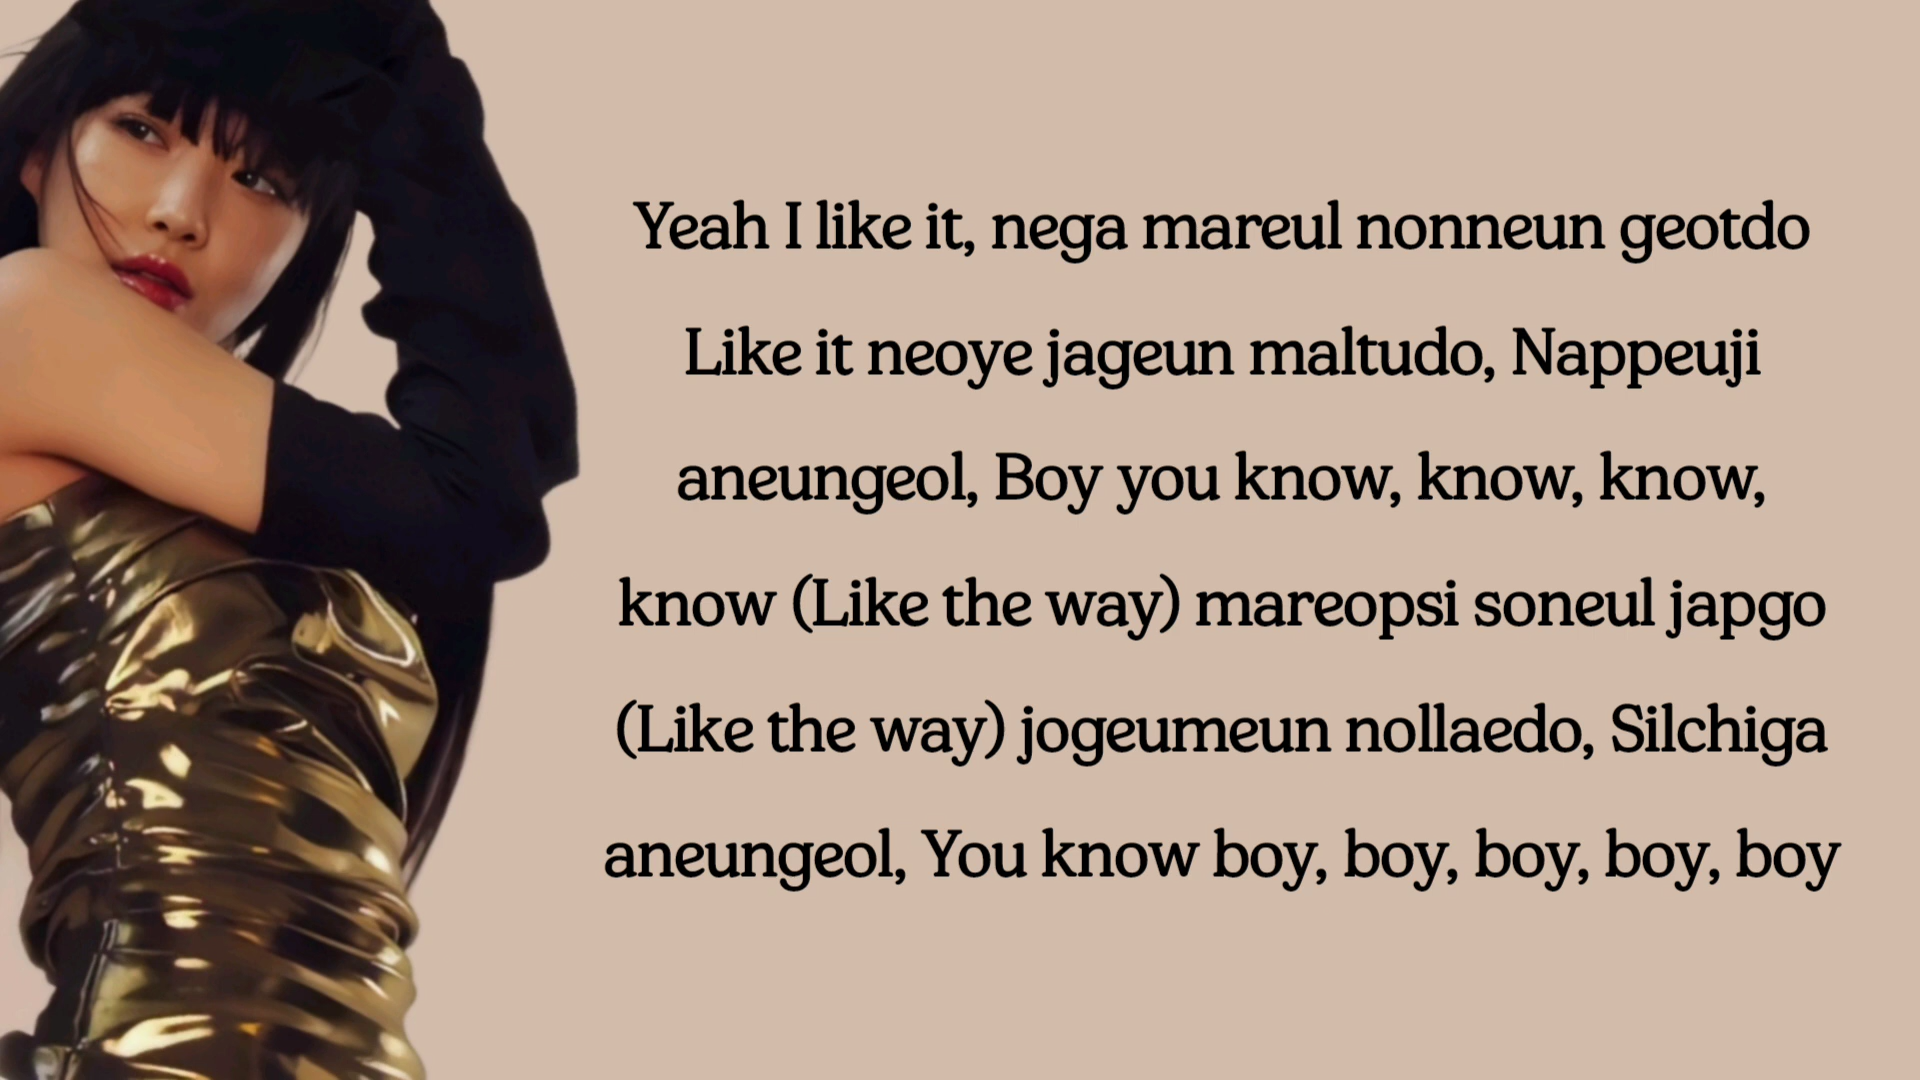 Yeah I like it, nega mareul nonneun geotdo
Like it neoye jageun maltudo, Nappeuji
aneungeol, Boy you know, know, know,
know (Like the way) mareopsi soneul japgo
(Like the way) jogeumeun nollaedo, Silchiga
aneungeol, You know boy, boy, boy, boy, boy